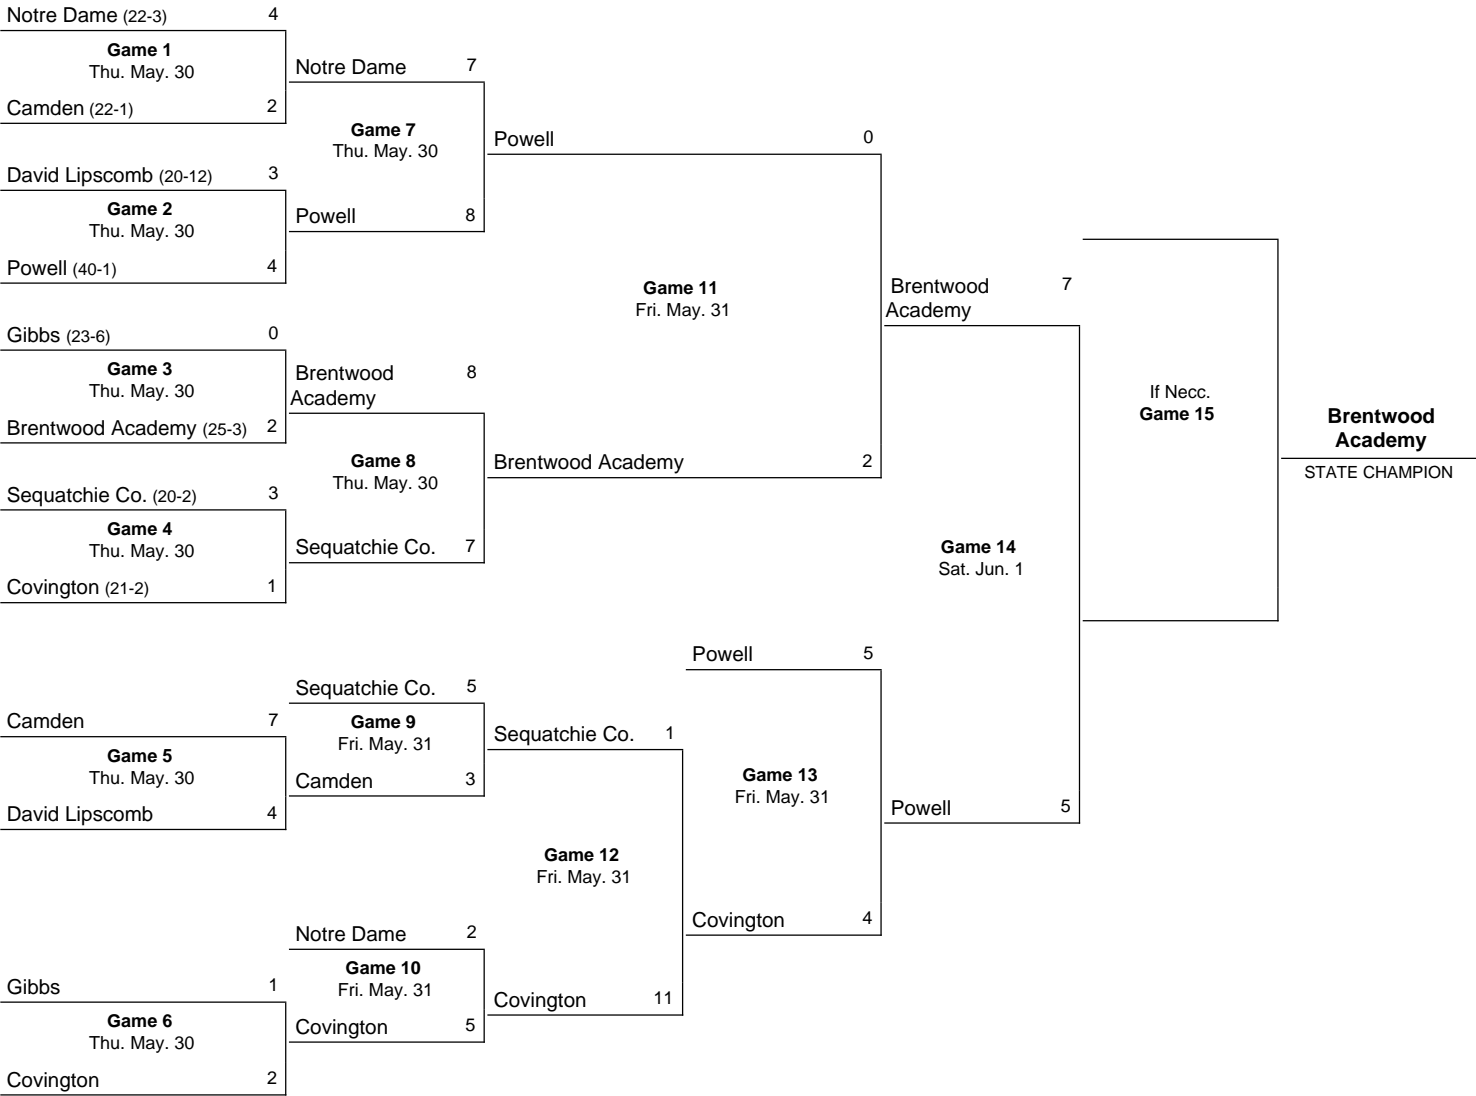 Notre Dame (22-3) 4
Game 1
Thu. May. 30
Camden (22-1) 2
David Lipscomb (20-12) 3
Game 2
Thu. May. 30
Powell (40-1) 4
Gibbs (23-6) 0
Game 3
Thu. May. 30
Brentwood Academy (25-3) 2
Sequatchie Co. (20-2) 3
Game 4
Thu. May. 30
Covington (21-2) 1
Camden 7
Game 5
Thu. May. 30
David Lipscomb 4
Gibbs 1
Game 6
Thu. May. 30
Covington 2
Notre Dame 7
Game 7
Thu. May. 30
Powell 8
Brentwood 8
Academy
Game 8
Thu. May. 30
Sequatchie Co. 7
Sequatchie Co. 5
Game 9
Fri. May. 31
Camden 3
Notre Dame 2
Game 10
Fri. May. 31
Covington 5
Powell 0
Game 11
Fri. May. 31
Brentwood Academy 2
Sequatchie Co. 1
Game 12
Fri. May. 31
Covington 11
Powell 5
Game 13
Fri. May. 31
Covington 4
Brentwood 7
Academy
Game 14
Sat. Jun. 1
Powell 5
If Necc.
Game 15
Brentwood
Academy
STATE CHAMPION